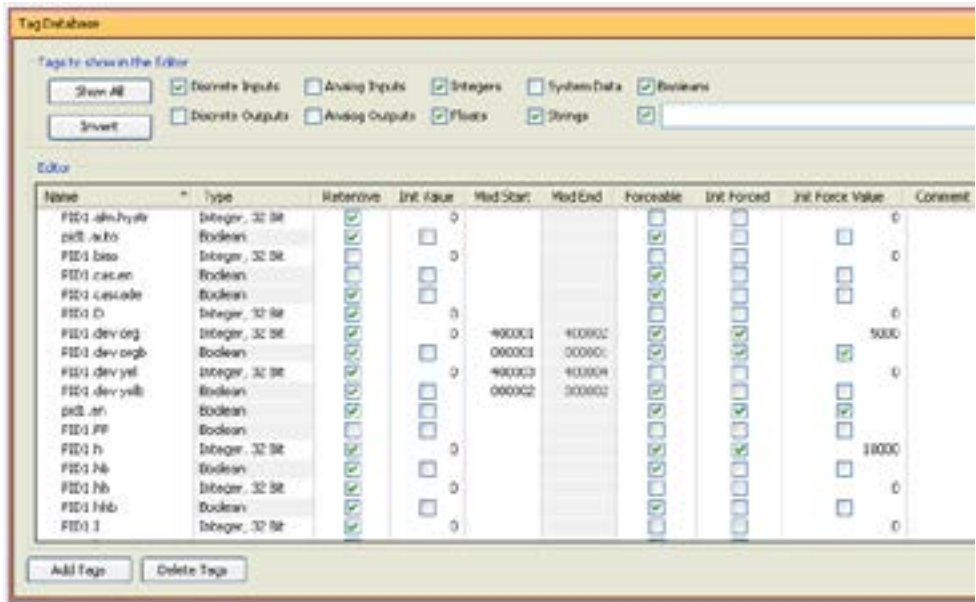 Tag Database
Tags to show in the Editor
Show All Discrete Inputs Analog Inputs Integers System Data Booleans
Invert Discrete Outputs Analog Outputs Floats Strings
Editor
Name Type Retentive Init Value Mod Start Mod End Forceable Init Forced Init Force Value Comment
PID1.alm.hystr Integer, 32 Bit 0 0
pid1.auto Boolean
PID1.bias Integer, 32 Bit 0 0
PID1.cas.en Boolean
PID1.cascade Boolean
PID1.D Integer, 32 Bit 0 0
PID1.dev.org Integer, 32 Bit 0 400001 400002 5000
PID1.dev.orgb Boolean 000001 000001
PID1.dev.yel Integer, 32 Bit 0 400003 400004 0
PID1.dev.yelb Boolean 000002 000002
pid1.en Boolean
PID1.FF Boolean
PID1.h Integer, 32 Bit 0 10000
PID1.hb Boolean
PID1.hh Integer, 32 Bit 0 0
PID1.hhb Boolean
PID1.I Integer, 32 Bit 0 0
Add Tags Delete Tags